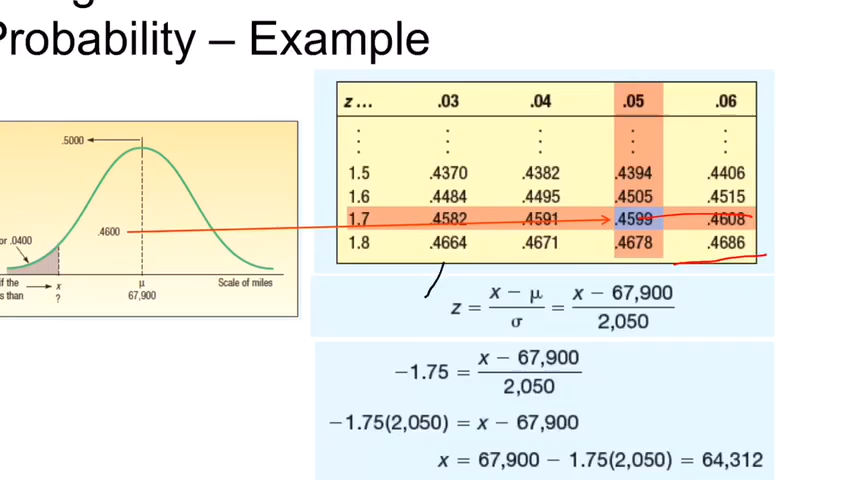 Probability – Example
z ... .03 .04 .05 .06
1.5 .4370 .4382 .4394 .4406
1.6 .4484 .4495 .4505 .4515
1.7 .4582 .4591 .4599 .4608
1.8 .4664 .4671 .4678 .4686
.5000
.4600
or .0400
if the
s than
x
?
μ
67,900
Scale of miles
z = x − μ / σ = x − 67,900 / 2,050
−1.75 = x − 67,900 / 2,050
−1.75(2,050) = x − 67,900
x = 67,900 − 1.75(2,050) = 64,312